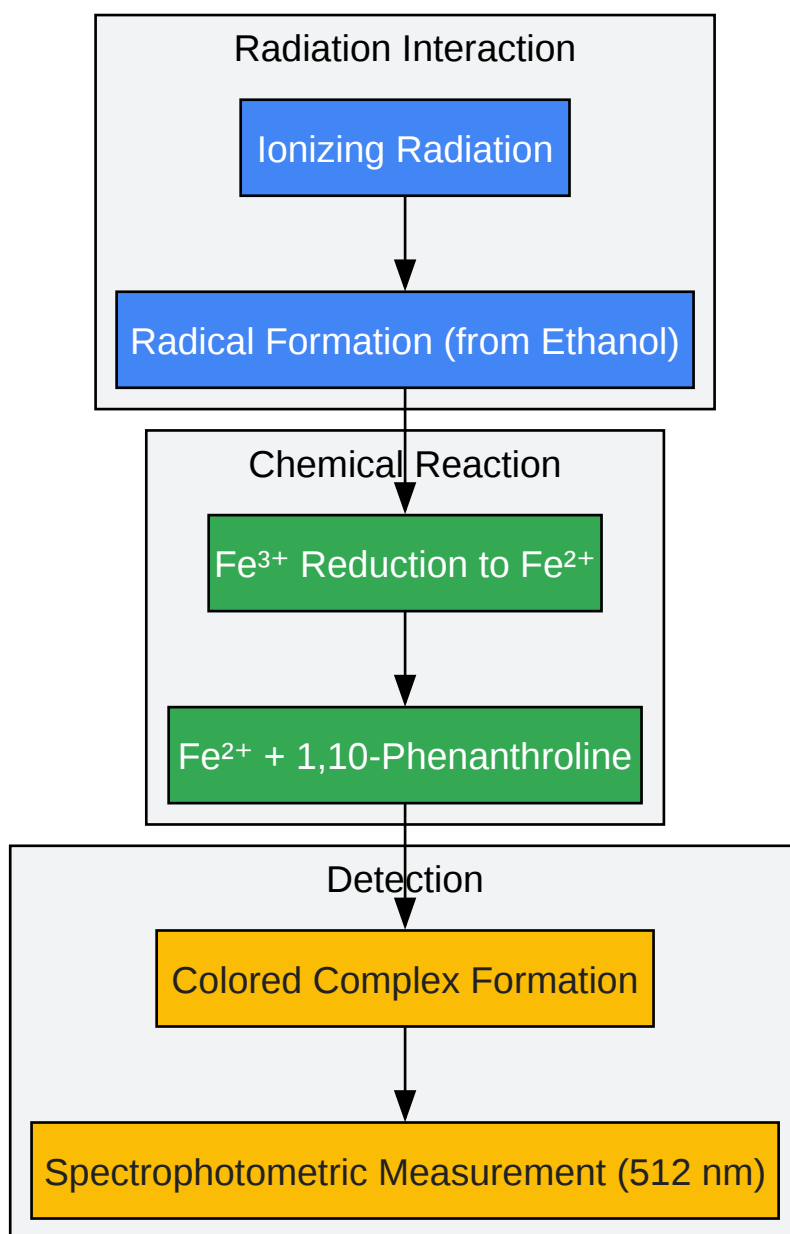 Radiation Interaction
Ionizing Radiation
Radical Formation (from Ethanol)
Chemical Reaction
Fe³⁺ Reduction to Fe²⁺
Fe²⁺ + 1,10-Phenanthroline
Detection
Colored Complex Formation
Spectrophotometric Measurement (512 nm)